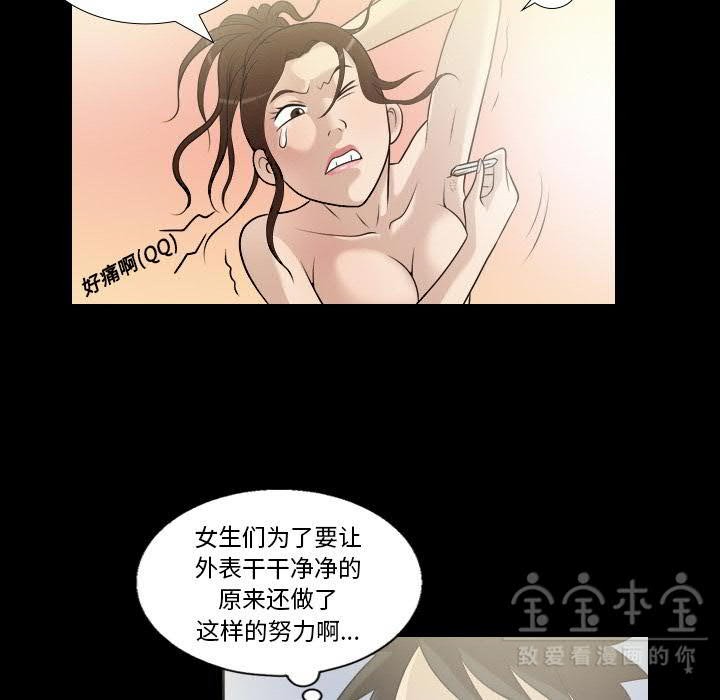 好痛啊(QQ)
女生们为了要让
外表干干净净的
原来还做了
这样的努力啊...
宝宝本宝
致爱看漫画的你